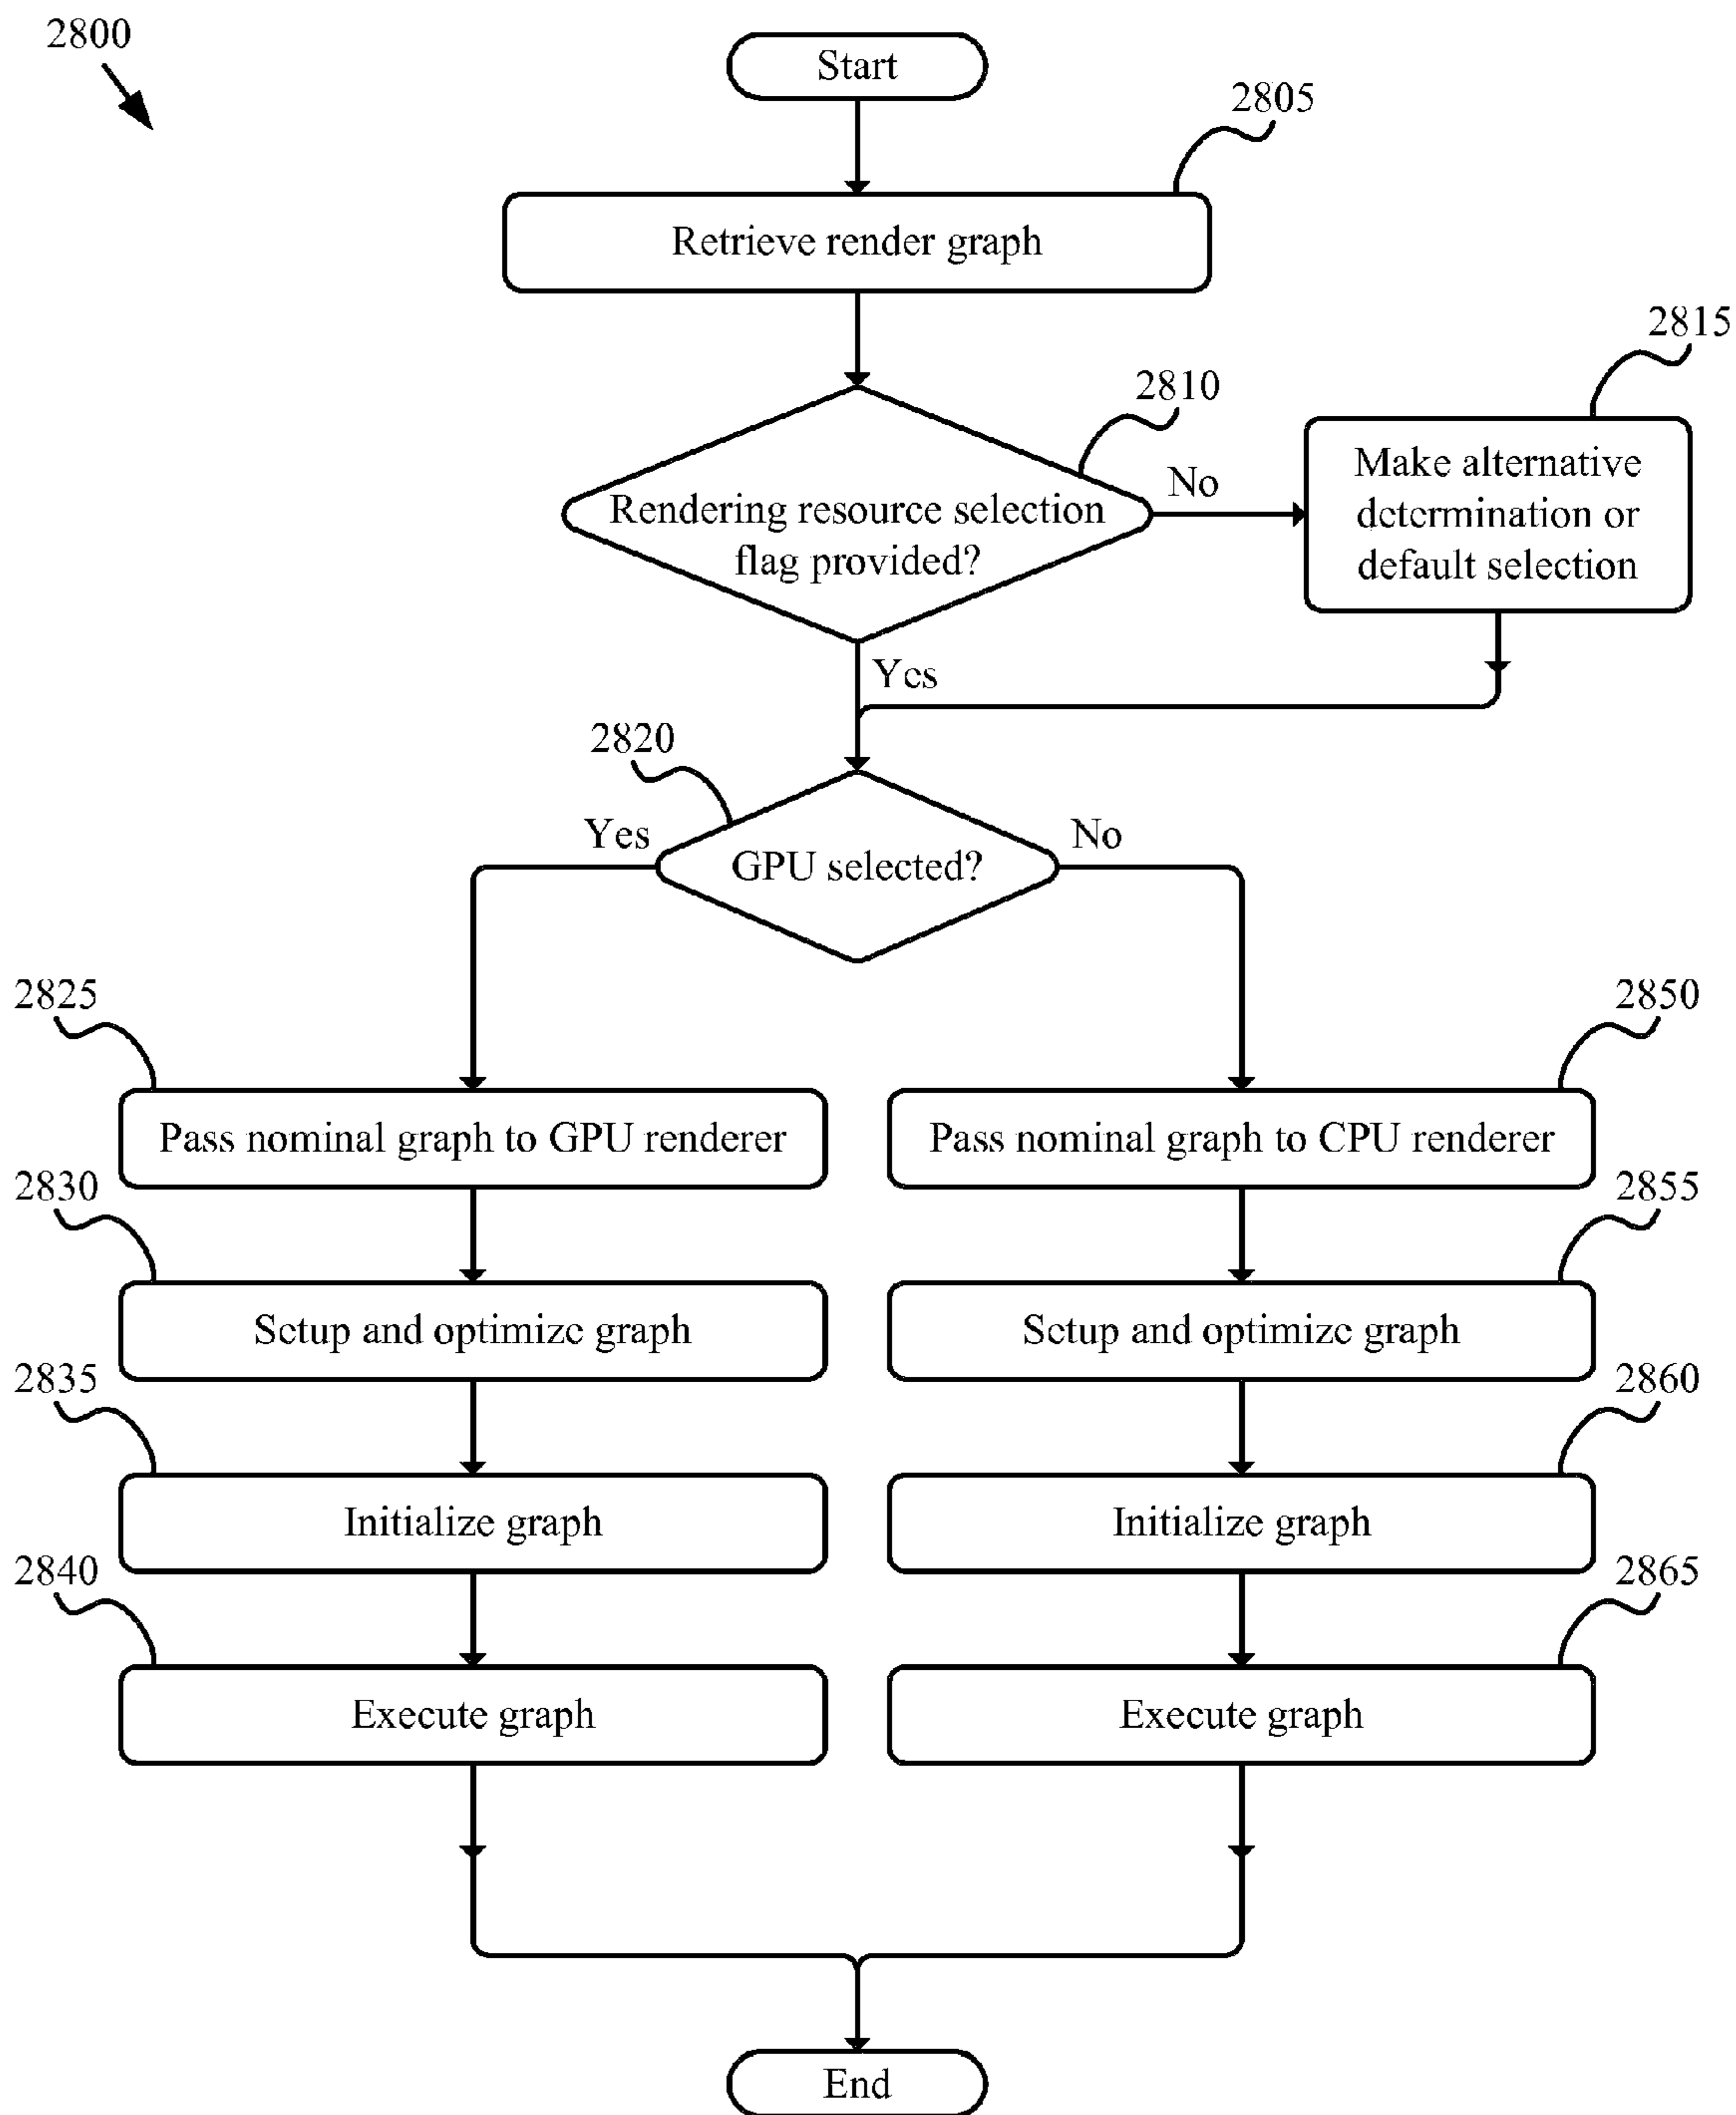 2800
Start
2805
Retrieve render graph
2810
Rendering resource selection
flag provided?
No
2815
Make alternative
determination or
default selection
Yes
2820
GPU selected?
Yes
No
2825
Pass nominal graph to GPU renderer
2830
Setup and optimize graph
2835
Initialize graph
2840
Execute graph
2850
Pass nominal graph to CPU renderer
2855
Setup and optimize graph
2860
Initialize graph
2865
Execute graph
End